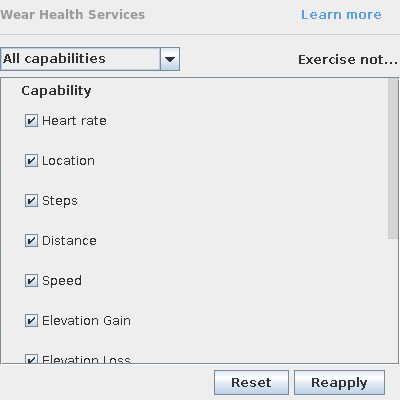 Wear Health Services
Learn more
All capabilities
Exercise not...
Capability
Heart rate
Location
Steps
Distance
Speed
Elevation Gain
Elevation Loss
Reset
Reapply